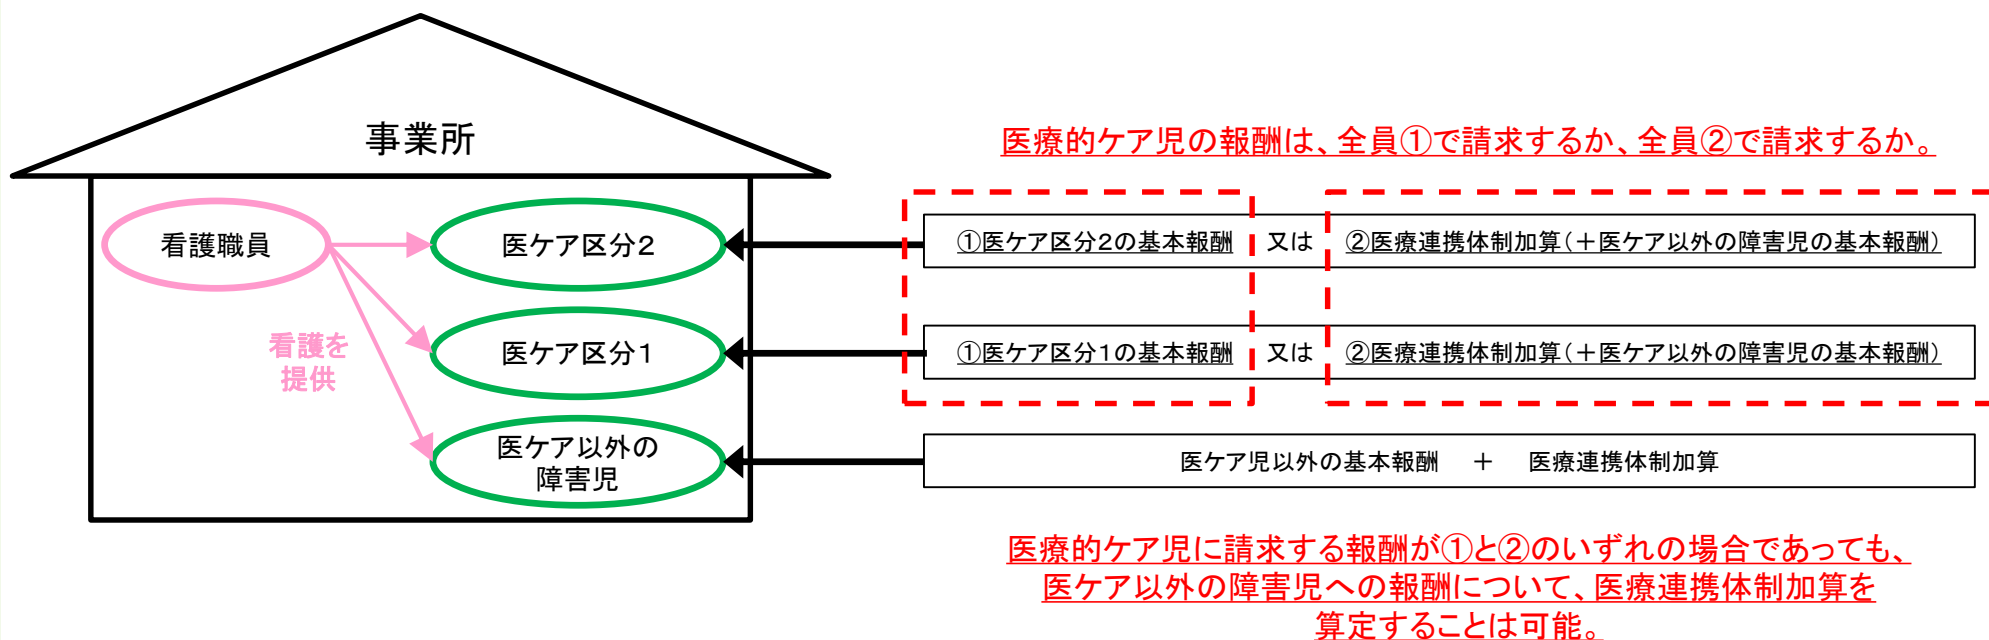 事業所
医療的ケア児の報酬は、全員①で請求するか、全員②で請求するか。
看護職員
医ケア区分2
①医ケア区分2の基本報酬 又は ②医療連携体制加算(+医ケア以外の障害児の基本報酬)
看護を
提供
医ケア区分1
①医ケア区分1の基本報酬 又は ②医療連携体制加算(+医ケア以外の障害児の基本報酬)
医ケア以外の
障害児
医ケア児以外の基本報酬 + 医療連携体制加算
医療的ケア児に請求する報酬が①と②のいずれの場合であっても、
医ケア以外の障害児への報酬について、医療連携体制加算を
算定することは可能。